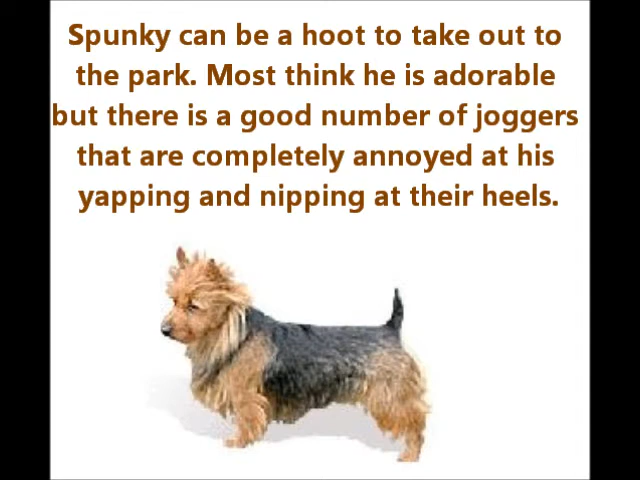 Spunky can be a hoot to take out to
the park. Most think he is adorable
but there is a good number of joggers
that are completely annoyed at his
yapping and nipping at their heels.